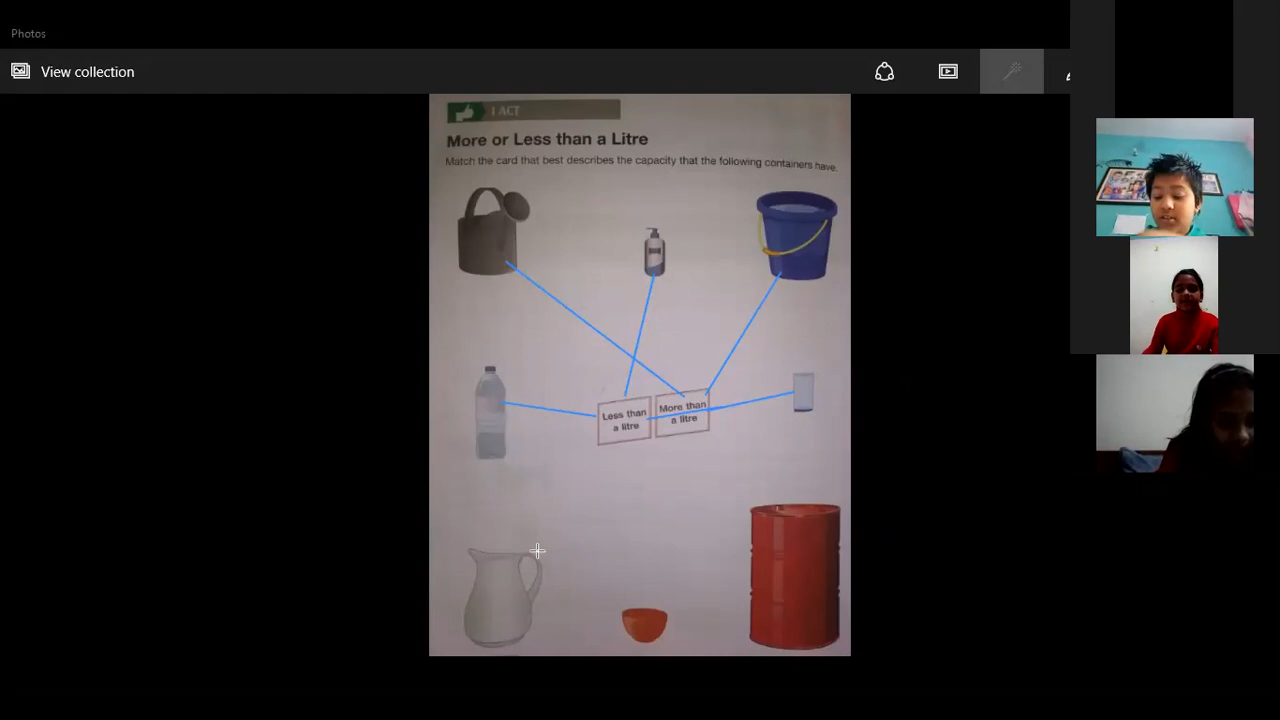 Photos
View collection
I ACT
More or Less than a Litre
Match the card that best describes the capacity that the following containers have.
Less than
a litre
More than
a litre